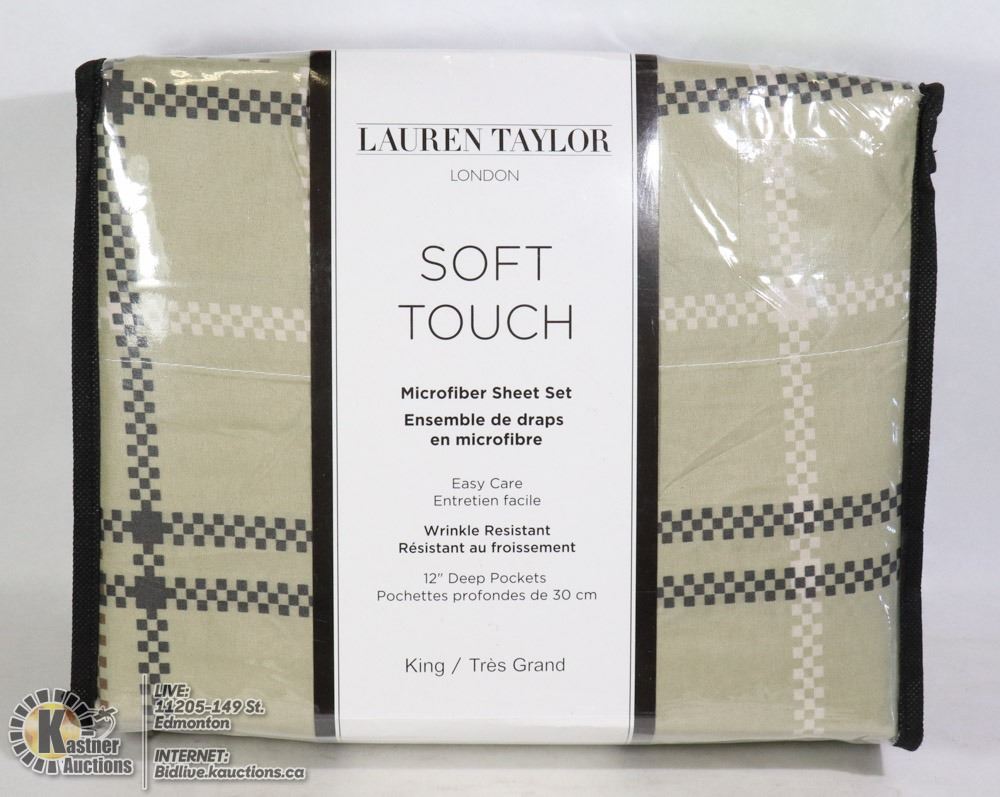 LAUREN TAYLOR
LONDON
SOFT
TOUCH
Microfiber Sheet Set
Ensemble de draps
en microfibre
Easy Care
Entretien facile
Wrinkle Resistant
Résistant au froissement
12" Deep Pockets
Pochettes profondes de 30 cm
King / Très Grand
Kastner
Auctions
LIVE:
11205-149 St.
Edmonton
INTERNET:
Bidlive.kauctions.ca